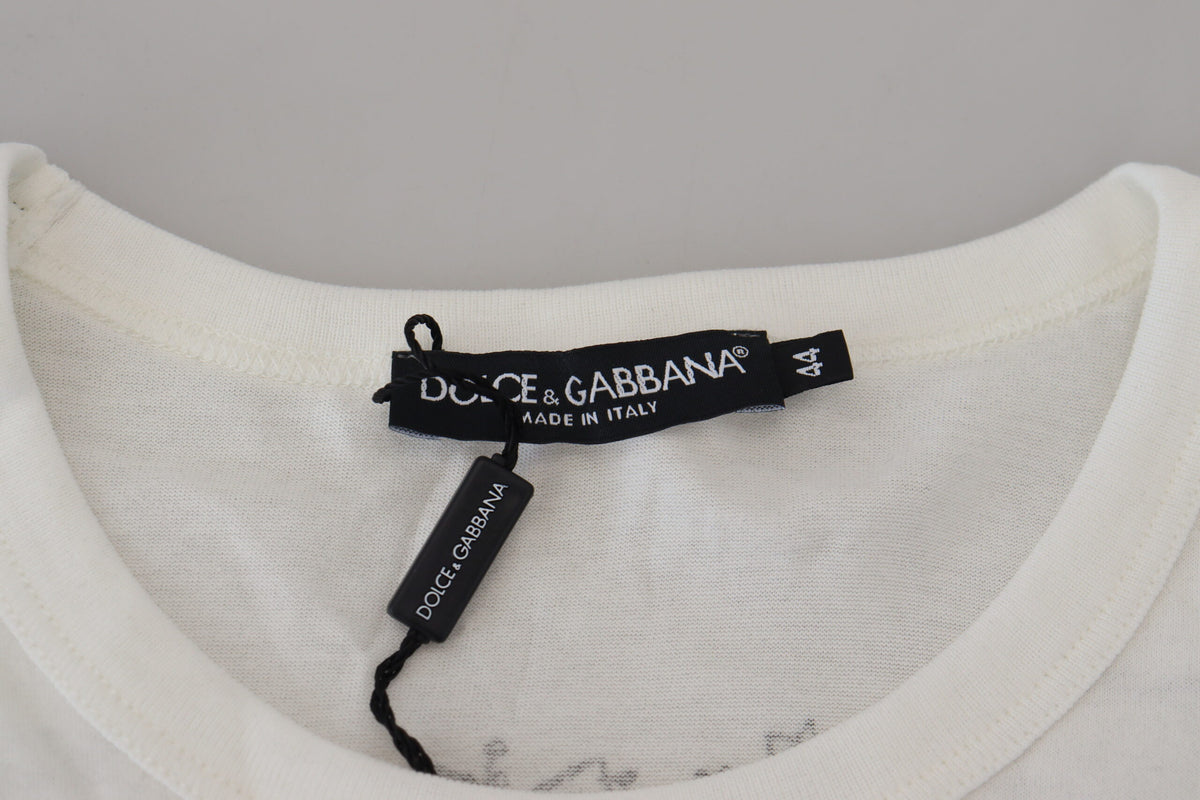 DOLCE & GABBANA®
MADE IN ITALY
44
DOLCE & GABBANA